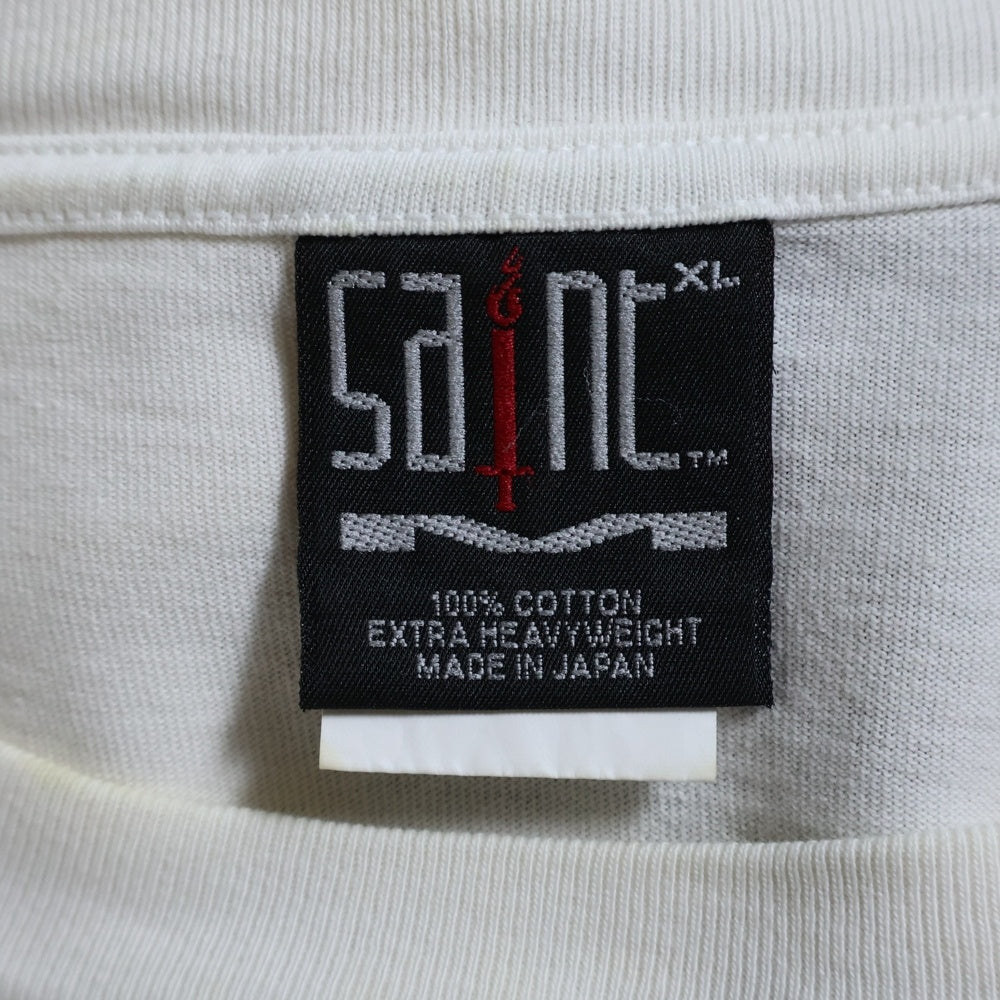 SaINt XL
TM
100% COTTON
EXTRA HEAVYWEIGHT
MADE IN JAPAN